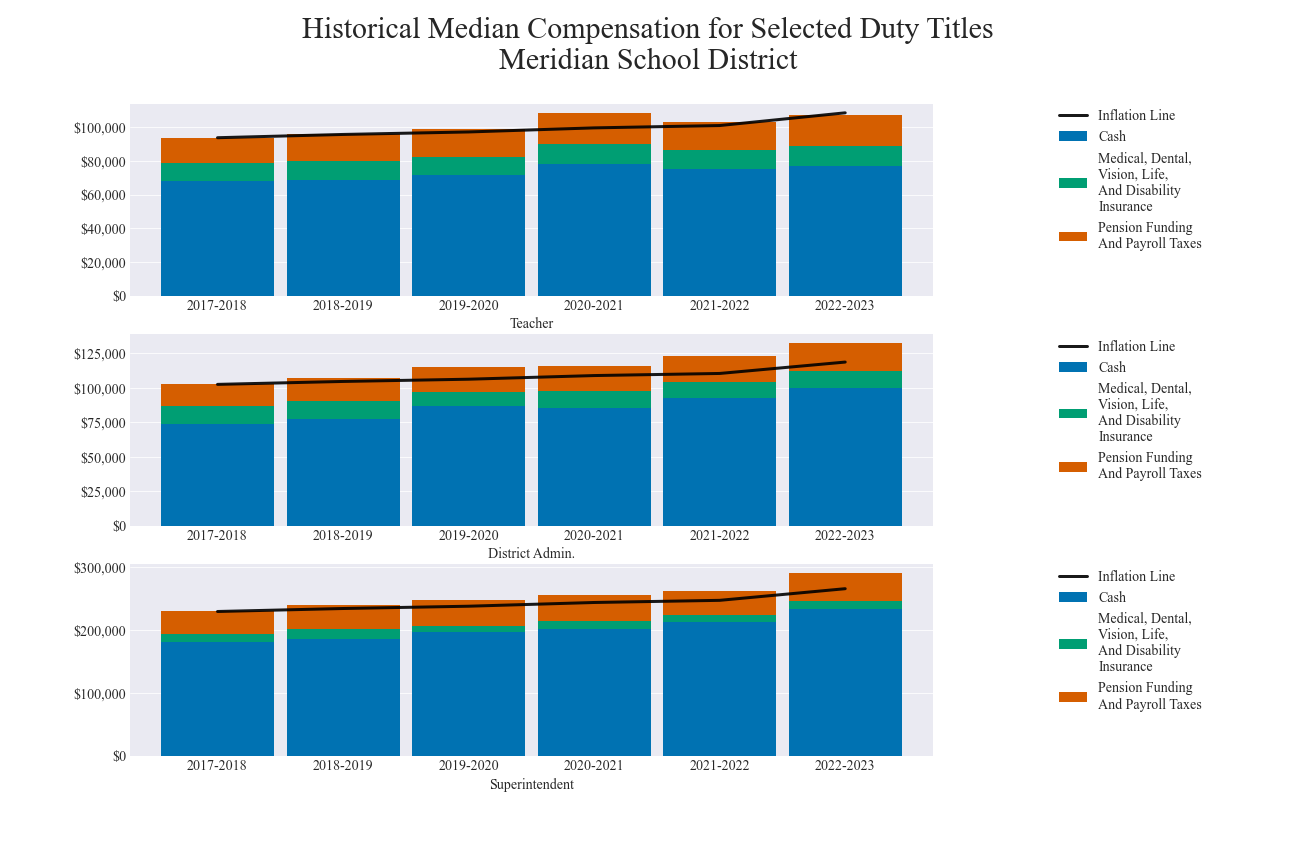 Historical Median Compensation for Selected Duty Titles
Meridian School District
$100,000
$80,000
$60,000
$40,000
$20,000
$0
2017-2018 2018-2019 2019-2020 2020-2021 2021-2022 2022-2023
Teacher
Inflation Line
Cash
Medical, Dental,
Vision, Life,
And Disability
Insurance
Pension Funding
And Payroll Taxes
$125,000
$100,000
$75,000
$50,000
$25,000
$0
2017-2018 2018-2019 2019-2020 2020-2021 2021-2022 2022-2023
District Admin.
Inflation Line
Cash
Medical, Dental,
Vision, Life,
And Disability
Insurance
Pension Funding
And Payroll Taxes
$300,000
$200,000
$100,000
$0
2017-2018 2018-2019 2019-2020 2020-2021 2021-2022 2022-2023
Superintendent
Inflation Line
Cash
Medical, Dental,
Vision, Life,
And Disability
Insurance
Pension Funding
And Payroll Taxes